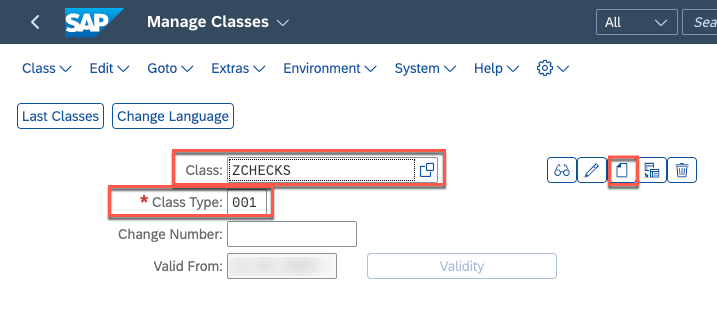 SAP Manage Classes All Sea
Class Edit Goto Extras Environment System Help
Last Classes Change Language
Class: ZCHECKS
* Class Type: 001
Change Number:
Valid From: Validity